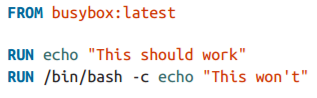 FROM busybox:latest
RUN echo "This should work"
RUN /bin/bash -c echo "This won't"